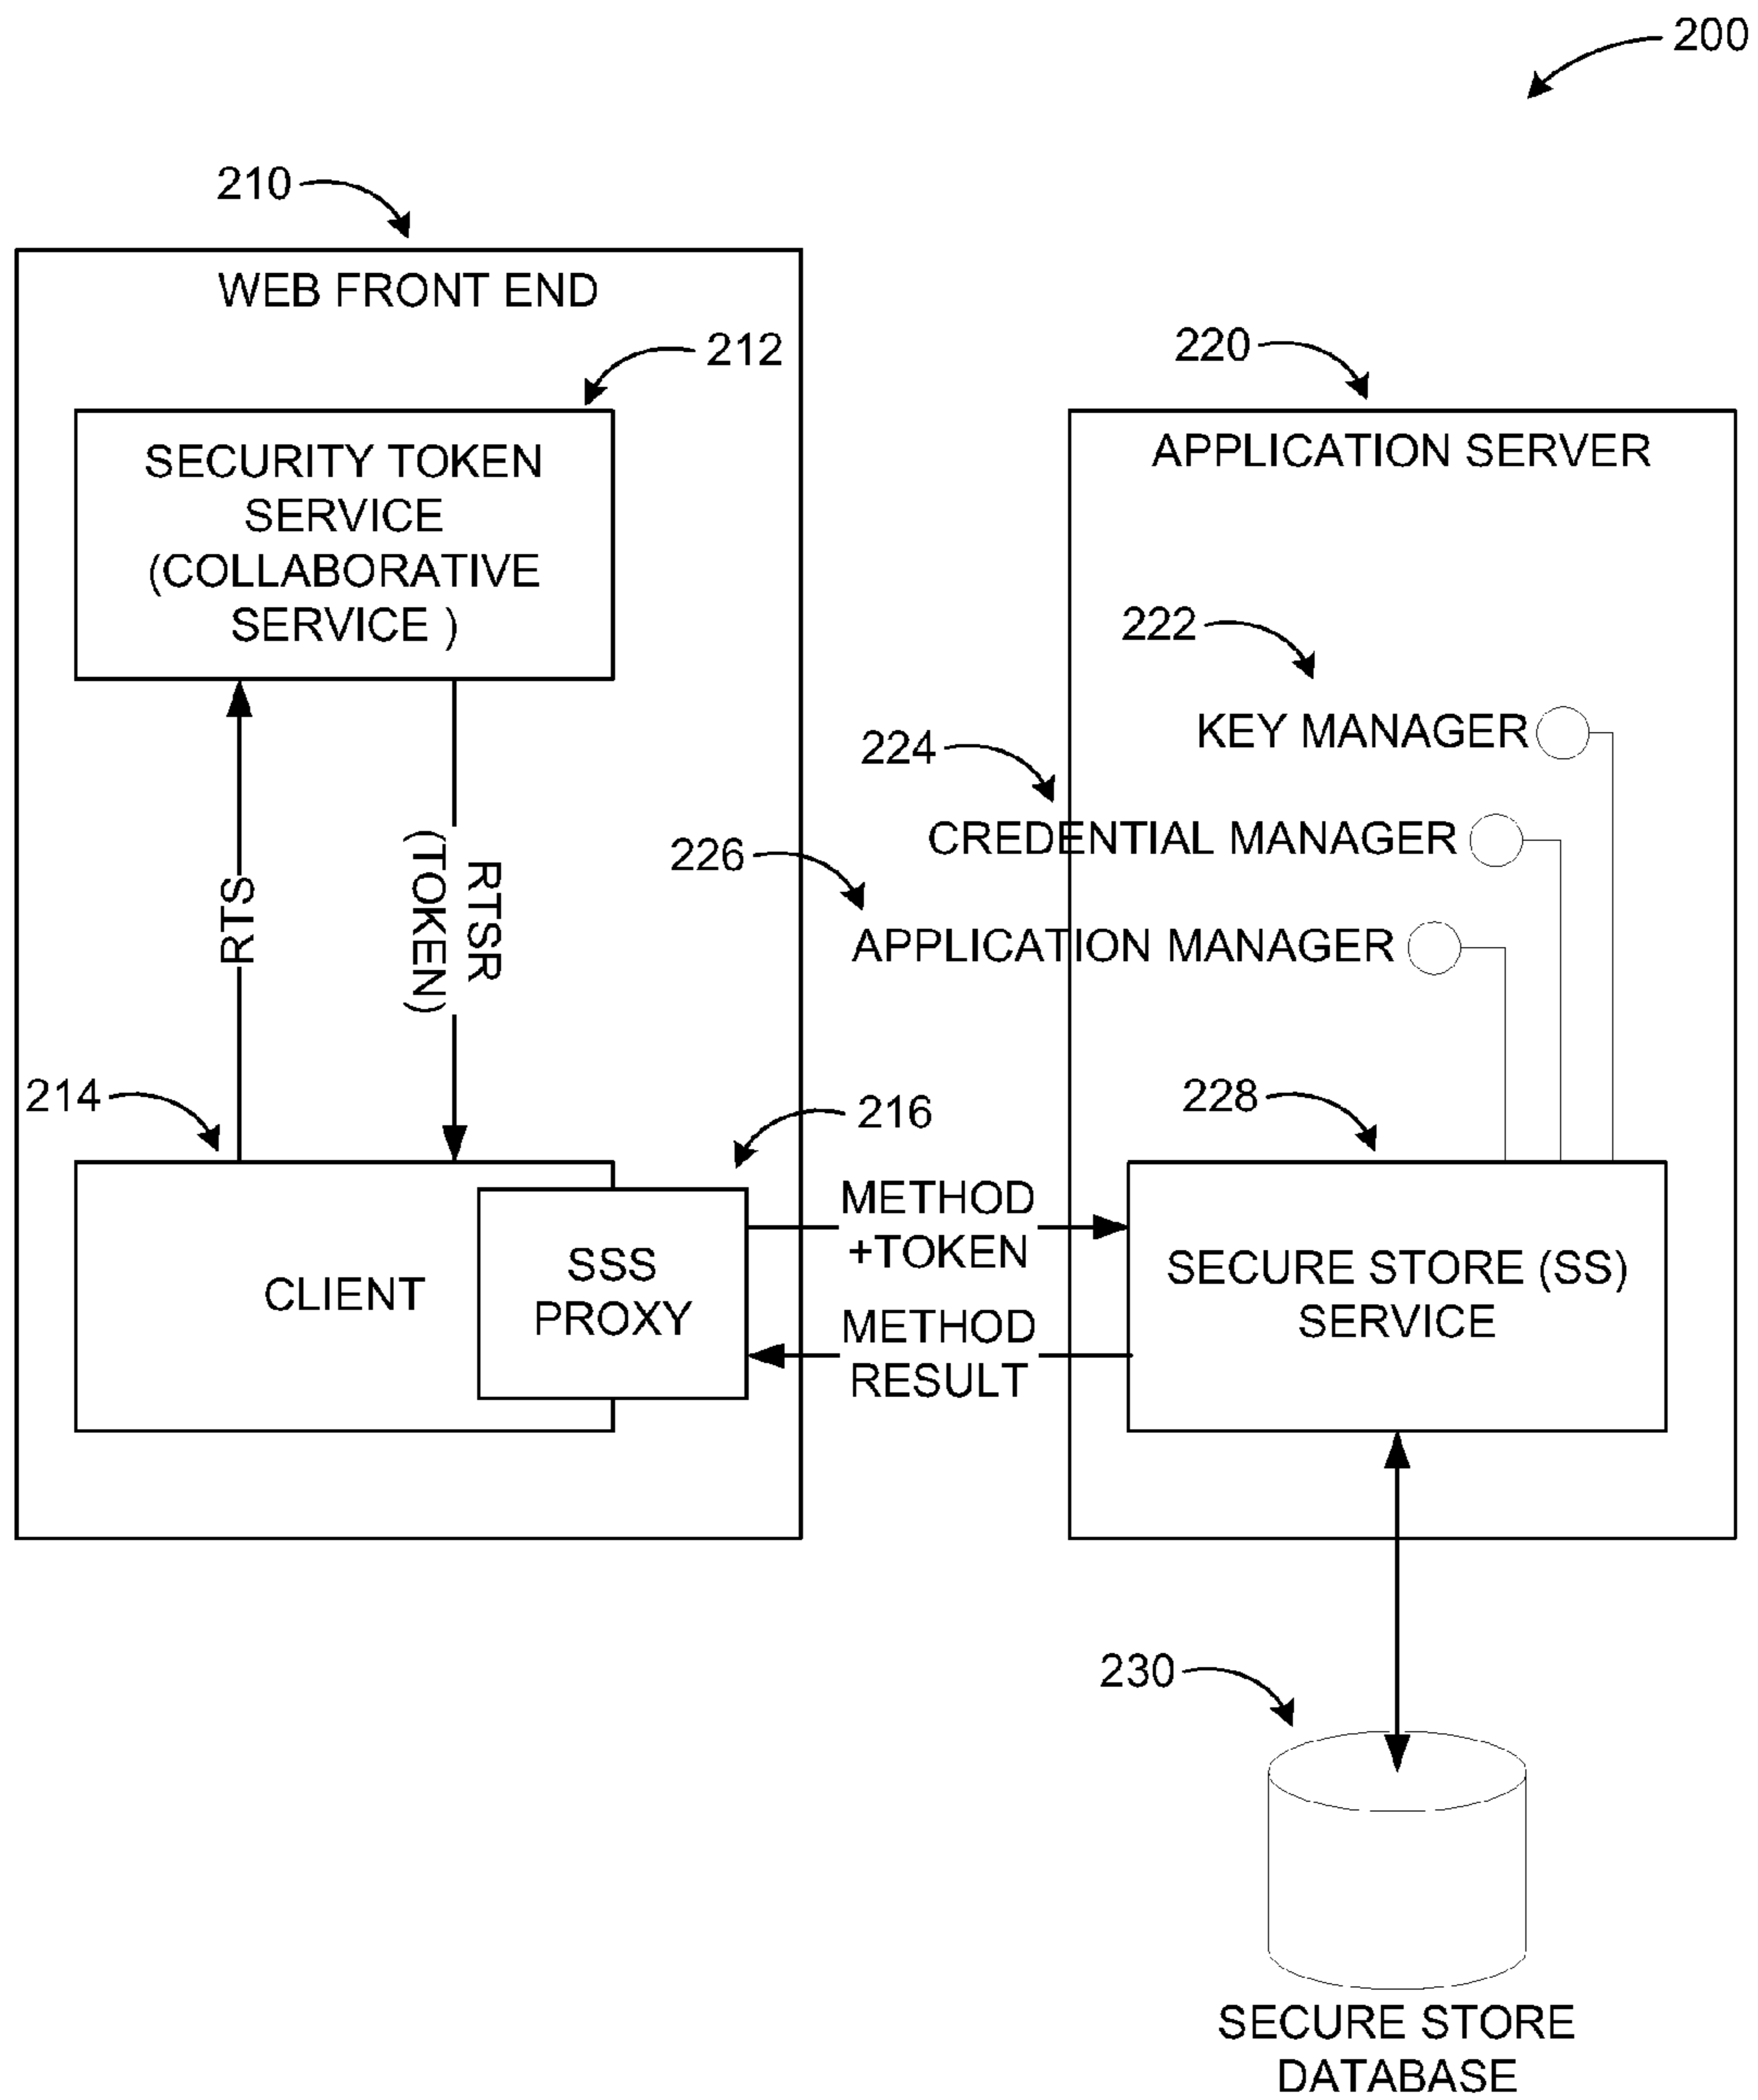 200
210
WEB FRONT END
212
SECURITY TOKEN
SERVICE
(COLLABORATIVE
SERVICE )
220
APPLICATION SERVER
222
KEY MANAGER
224
CREDENTIAL MANAGER
226
APPLICATION MANAGER
RTS
RTSR
(TOKEN)
214
216
228
CLIENT
SSS
PROXY
METHOD
+TOKEN
METHOD
RESULT
SECURE STORE (SS)
SERVICE
230
SECURE STORE
DATABASE